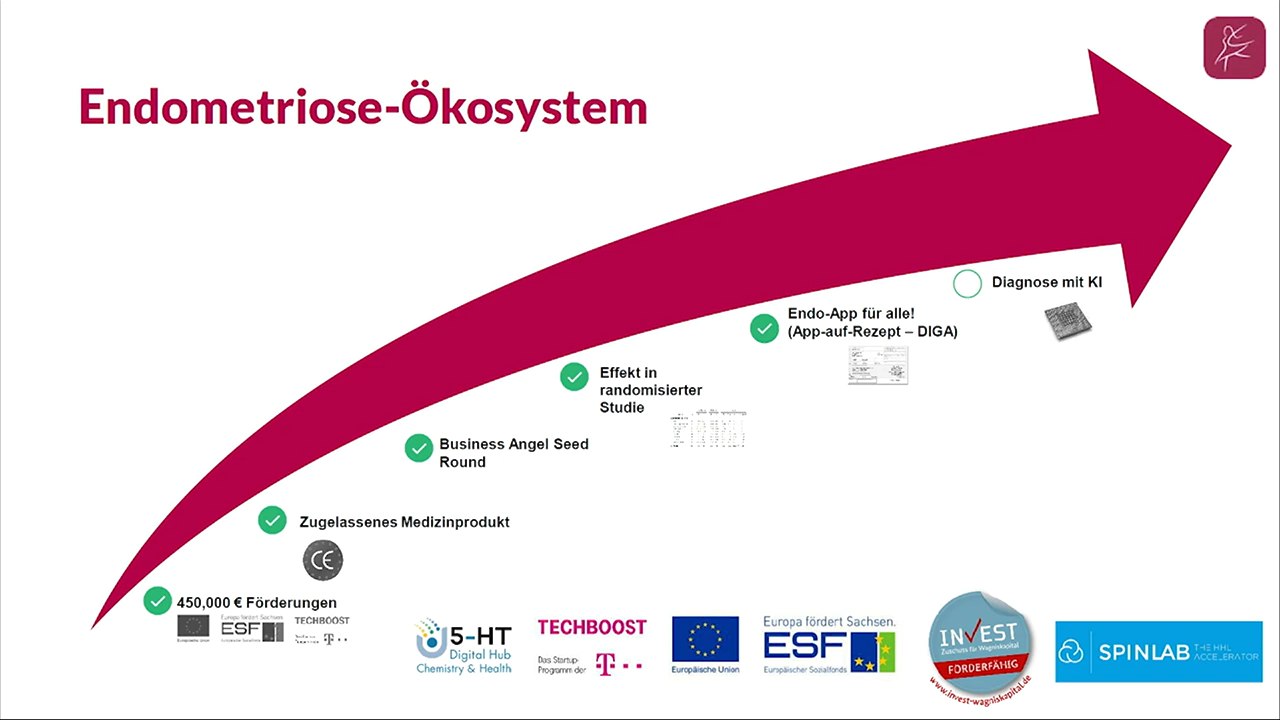 Endometriose-Ökosystem
Diagnose mit KI
Endo-App für alle!
(App-auf-Rezept – DIGA)
Effekt in
randomisierter
Studie
Business Angel Seed
Round
Zugelassenes Medizinprodukt
CE
450,000 € Förderungen
Europa fördert Sachsen
ESF
TECHBOOST
T
5-HT
Digital Hub
Chemistry & Health
TECHBOOST
Das Startup-
Programm der
T
Europäische Union
Europa fördert Sachsen.
ESF
Europäischer Sozialfonds
INVEST
Zuschuss für Wagniskapital
FÖRDERFÄHIG
www.invest-wagniskapital.de
SPINLAB
THE HHL
ACCELERATOR